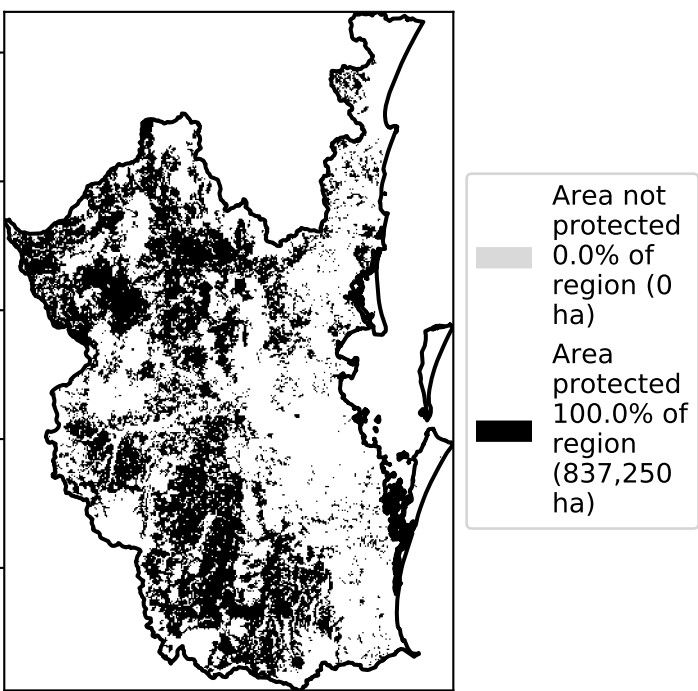 Area not
protected
0.0% of
region (0
ha)
Area
protected
100.0% of
region
(837,250
ha)